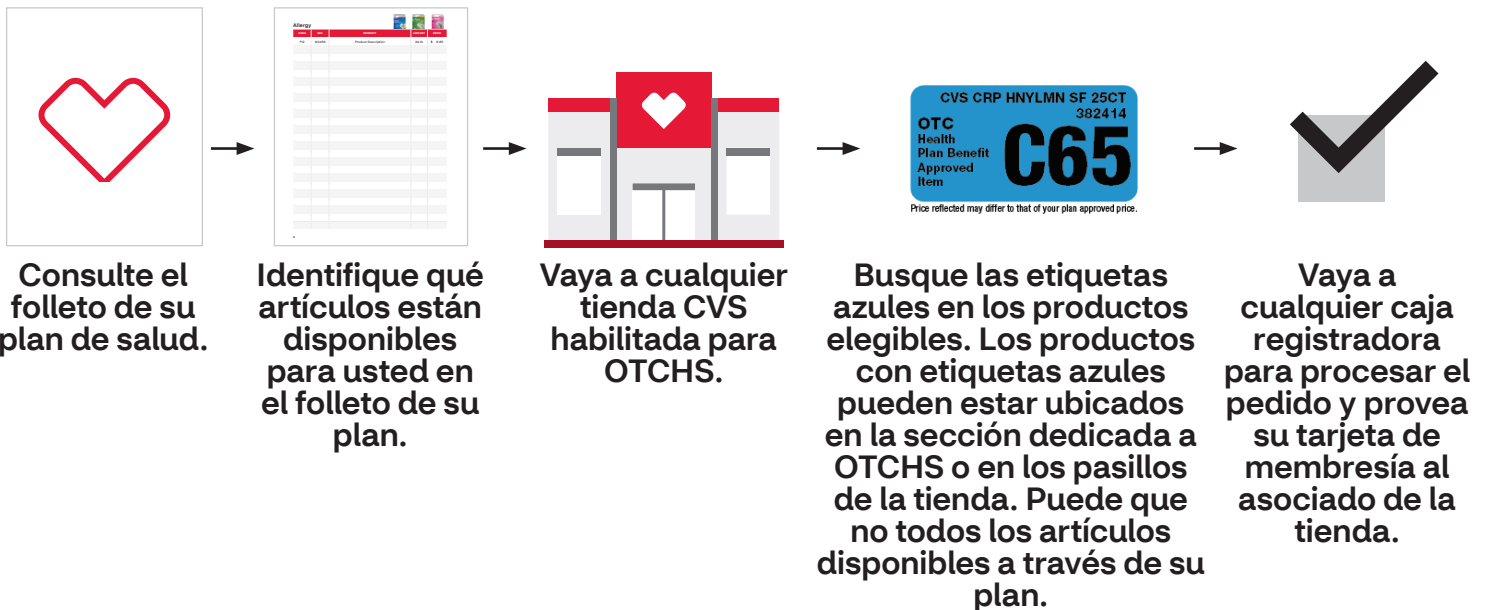 Allergy
PRODUCT
Product Description
CVS CRP HNYLMN SF 25CT
382414
OTC
Health
Plan Benefit
Approved
Item
C65
Price reflected may differ to that of your plan approved price.
Consulte el
folleto de su
plan de salud.
Identifique qué
artículos están
disponibles
para usted en
el folleto de su
plan.
Vaya a cualquier
tienda CVS
habilitada para
OTCHS.
Busque las etiquetas
azules en los productos
elegibles. Los productos
con etiquetas azules
pueden estar ubicados
en la sección dedicada a
OTCHS o en los pasillos
de la tienda. Puede que
no todos los artículos
disponibles a través de su
plan.
Vaya a
cualquier caja
registradora
para procesar el
pedido y provea
su tarjeta de
membresía al
asociado de la
tienda.